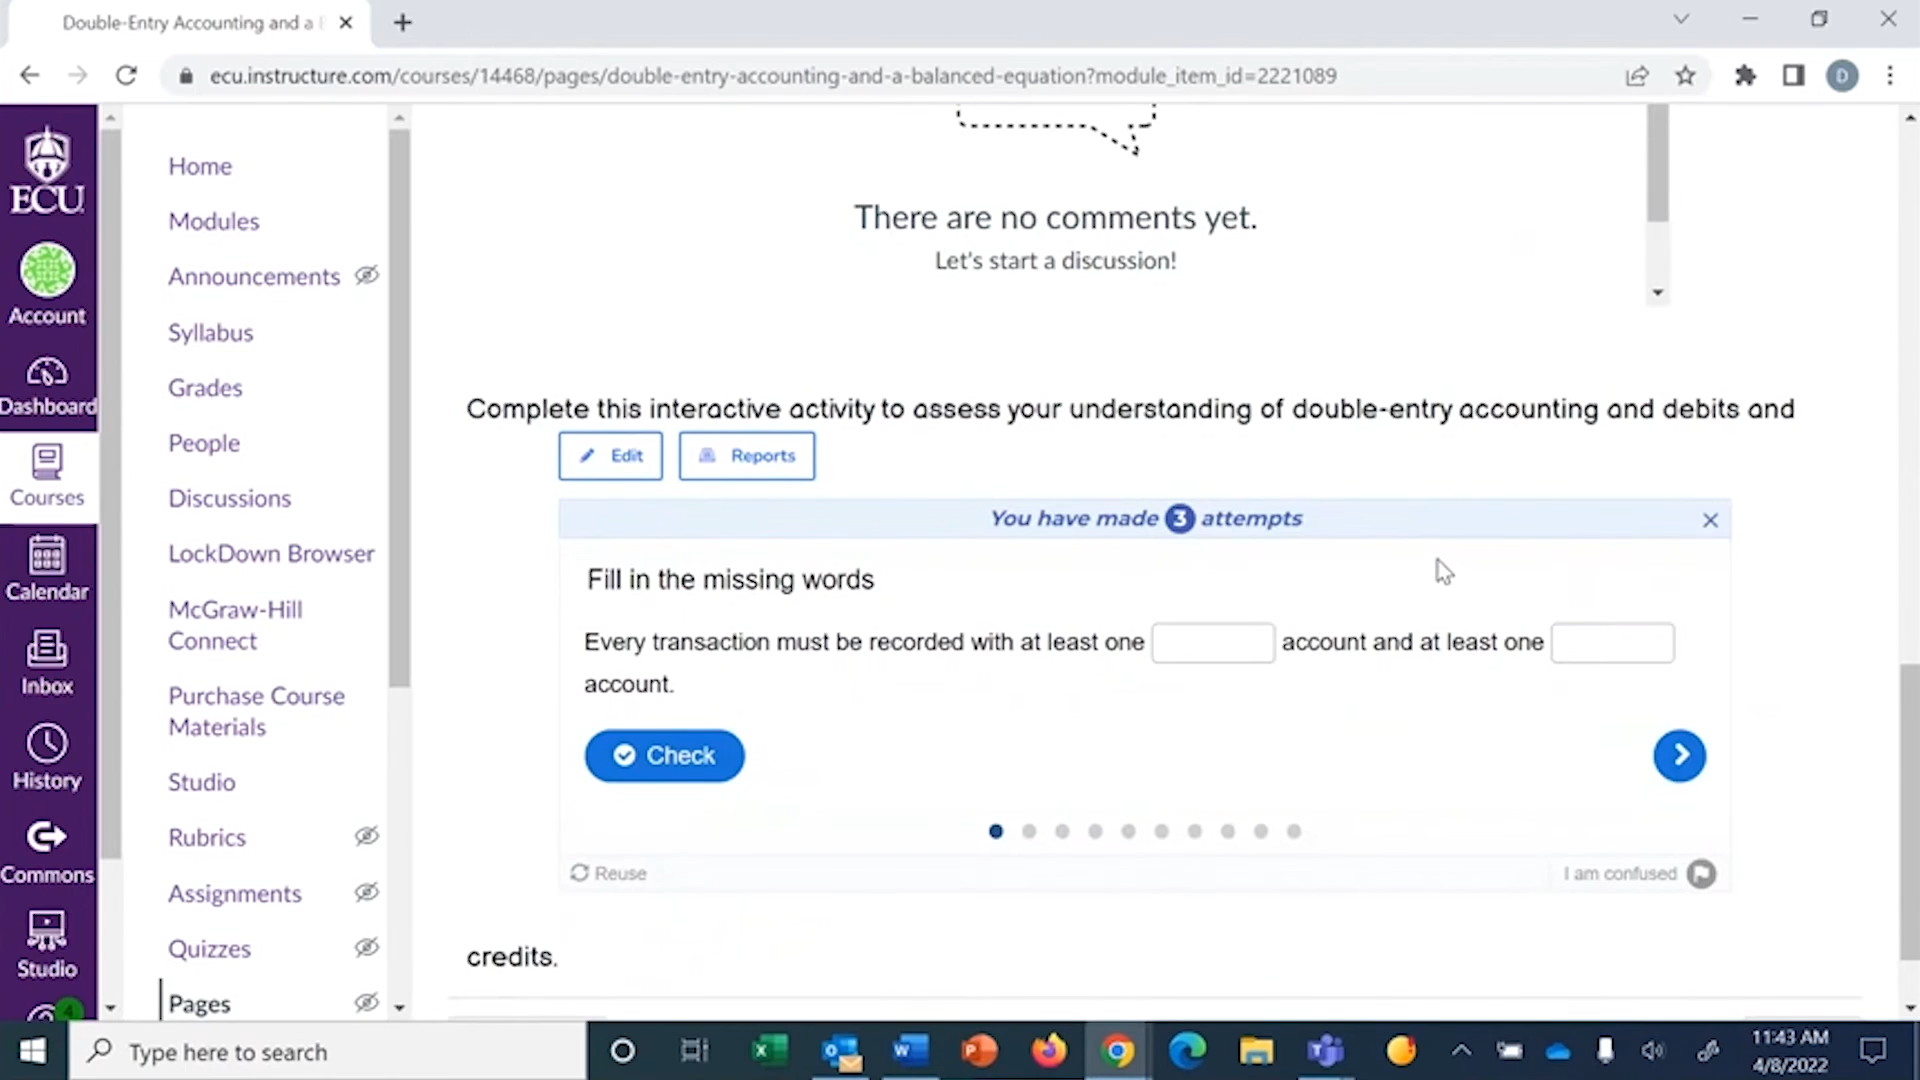 Double-Entry Accounting and a B
ecu.instructure.com/courses/14468/pages/double-entry-accounting-and-a-balanced-equation?module_item_id=2221089
D
ECU
Account
Dashboard
Courses
Calendar
Inbox
History
Commons
Studio
4
Home
Modules
Announcements
Syllabus
Grades
People
Discussions
LockDown Browser
McGraw-Hill
Connect
Purchase Course
Materials
Studio
Rubrics
Assignments
Quizzes
Pages
There are no comments yet.
Let's start a discussion!
Complete this interactive activity to assess your understanding of double-entry accounting and debits and
Edit
Reports
You have made 3 attempts
Fill in the missing words
Every transaction must be recorded with at least one account and at least one
account.
Check
Reuse
I am confused
credits.
Type here to search
11:43 AM
4/8/2022